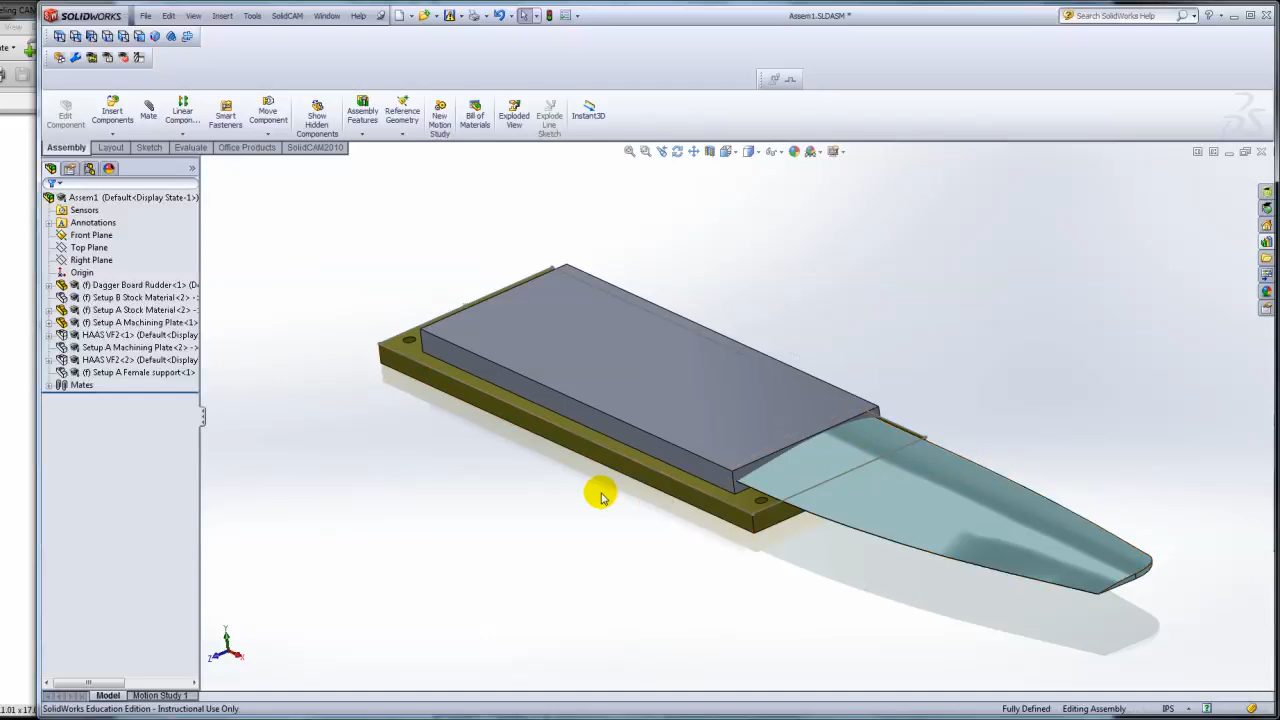 eling CAM
View
ate
SOLIDWORKS File Edit View Insert Tools SolidCAM Window Help Assem1.SLDASM * Search SolidWorks Help
Edit Component
Insert Components
Mate
Linear Compon...
Smart Fasteners
Move Component
Show Hidden Components
Assembly Features
Reference Geometry
New Motion Study
Bill of Materials
Exploded View
Explode Line Sketch
Instant3D
Assembly Layout Sketch Evaluate Office Products SolidCAM2010
Assem1 (Default<Display State-1>)
Sensors
Annotations
Front Plane
Top Plane
Right Plane
Origin
(f) Dagger Board Rudder<1> (D
(f) Setup B Stock Material<2> -
(f) Setup A Stock Material<2> -
(f) Setup A Machining Plate<1>
HAAS VF2<1> (Default<Display
Setup A Machining Plate<2> ->
HAAS VF2<2> (Default<Display
(f) Setup A Female support<1>
Mates
Y
Z
X
Model Motion Study 1
SolidWorks Education Edition - Instructional Use Only Fully Defined Editing Assembly IPS